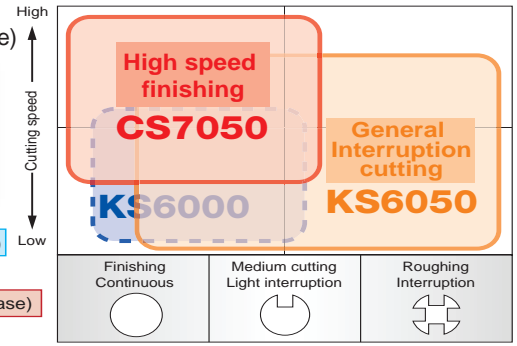 High
e)
High speed
finishing
CS7050
General
Interruption
cutting
KS6050
KS6000
Cutting speed
Low
)
ase)
Finishing
Continuous
Medium cutting
Light interruption
Roughing
Interruption